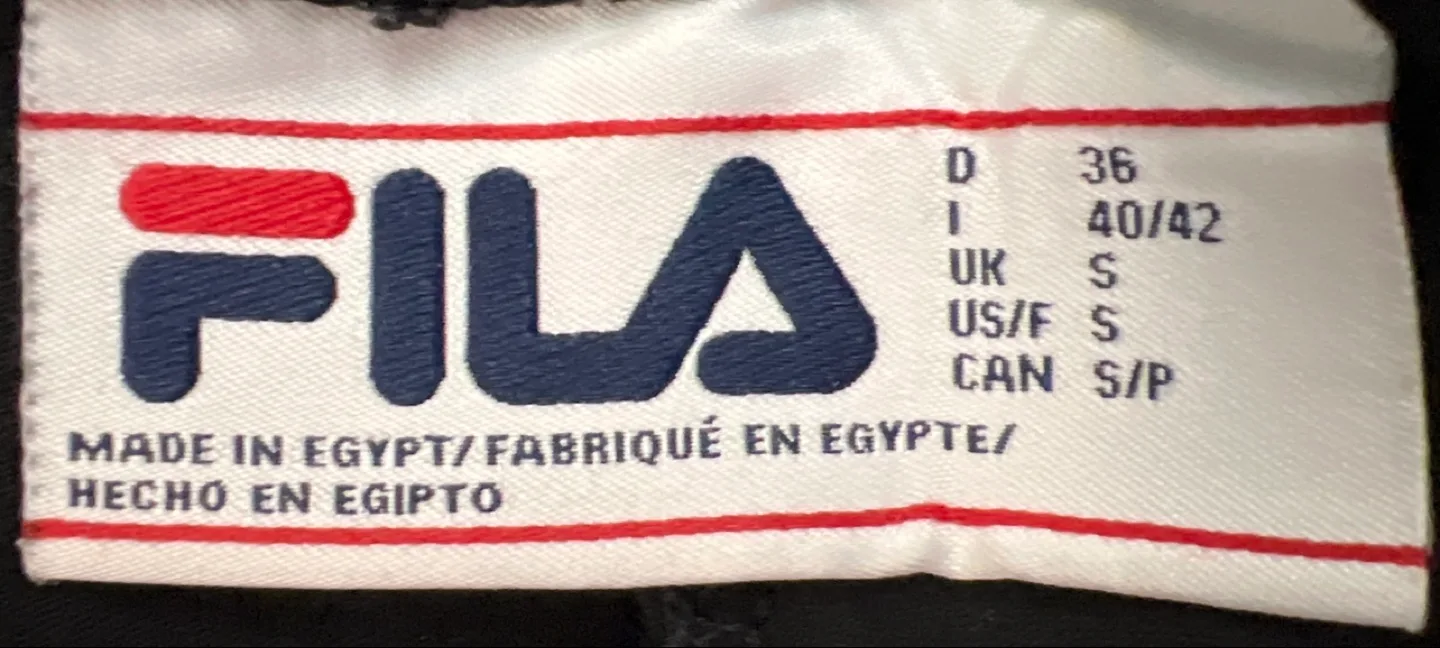 FILA
D 36
I 40/42
UK S
US/F S
CAN S/P
MADE IN EGYPT/FABRIQUÉ EN EGYPTE/
HECHO EN EGIPTO